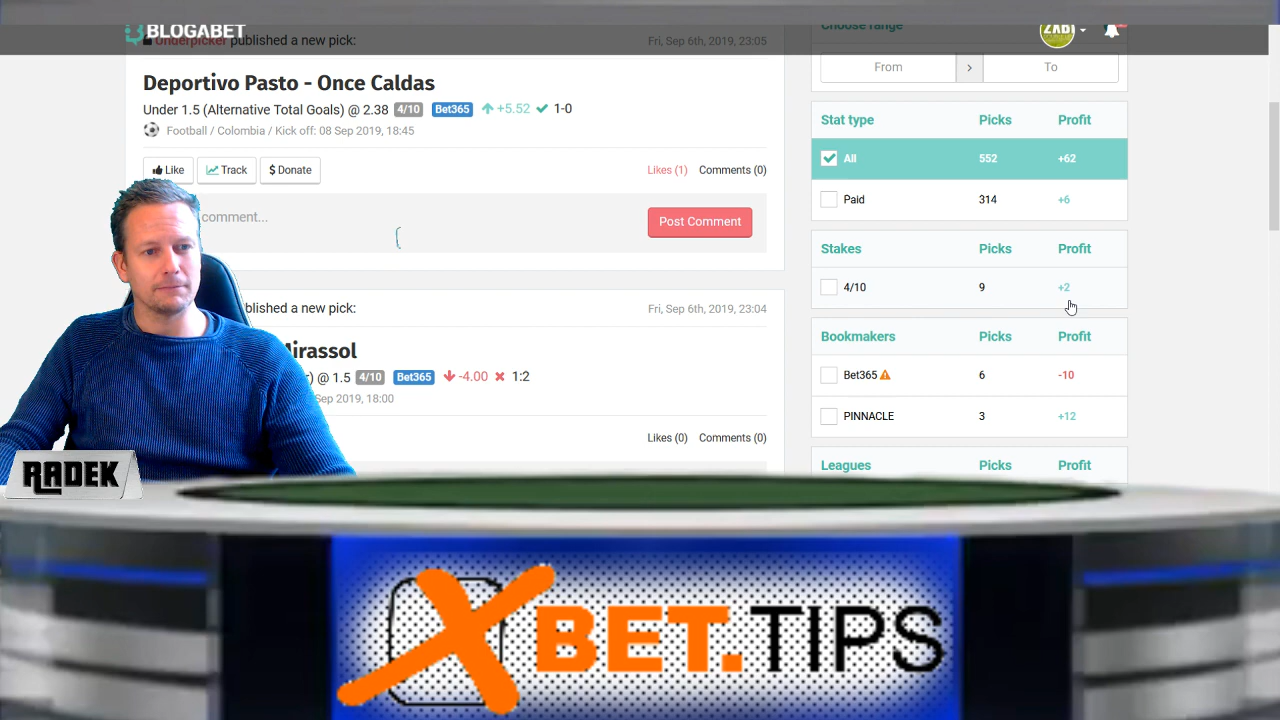 BLOGABET
Underpicker published a new pick:
Fri, Sep 6th, 2019, 23:05
Deportivo Pasto - Once Caldas
Under 1.5 (Alternative Total Goals) @ 2.38 4/10 Bet365 +5.52 1-0
Football / Colombia / Kick off: 08 Sep 2019, 18:45
Like Track $ Donate Likes (1) Comments (0)
comment...
Post Comment
blished a new pick:
Fri, Sep 6th, 2019, 23:04
Mirassol
) @ 1.5 4/10 Bet365 -4.00 1:2
Sep 2019, 18:00
Likes (0) Comments (0)
Choose range
From > To
Stat type Picks Profit
All 552 +62
Paid 314 +6
Stakes Picks Profit
4/10 9 +2
Bookmakers Picks Profit
Bet365 6 -10
PINNACLE 3 +12
Leagues Picks Profit
RADEK
XBET.TIPS